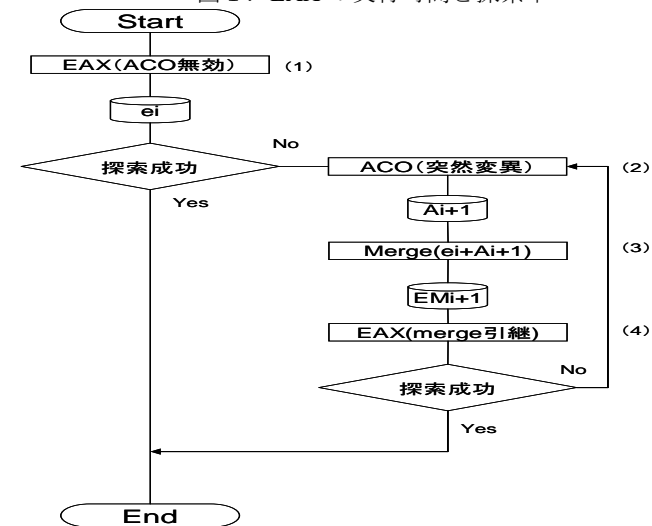 Start
EAX(ACO無効) (1)
ei
探索成功
No
Yes
ACO(突然変異) (2)
Ai+1
Merge(ei+Ai+1) (3)
EMi+1
EAX(merge引継) (4)
探索成功
No
Yes
End